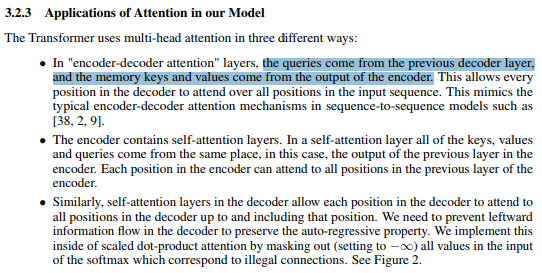 3.2.3 Applications of Attention in our Model
The Transformer uses multi-head attention in three different ways:
• In "encoder-decoder attention" layers, the queries come from the previous decoder layer,
and the memory keys and values come from the output of the encoder. This allows every
position in the decoder to attend over all positions in the input sequence. This mimics the
typical encoder-decoder attention mechanisms in sequence-to-sequence models such as
[38, 2, 9].
• The encoder contains self-attention layers. In a self-attention layer all of the keys, values
and queries come from the same place, in this case, the output of the previous layer in the
encoder. Each position in the encoder can attend to all positions in the previous layer of the
encoder.
• Similarly, self-attention layers in the decoder allow each position in the decoder to attend to
all positions in the decoder up to and including that position. We need to prevent leftward
information flow in the decoder to preserve the auto-regressive property. We implement this
inside of scaled dot-product attention by masking out (setting to −∞) all values in the input
of the softmax which correspond to illegal connections. See Figure 2.